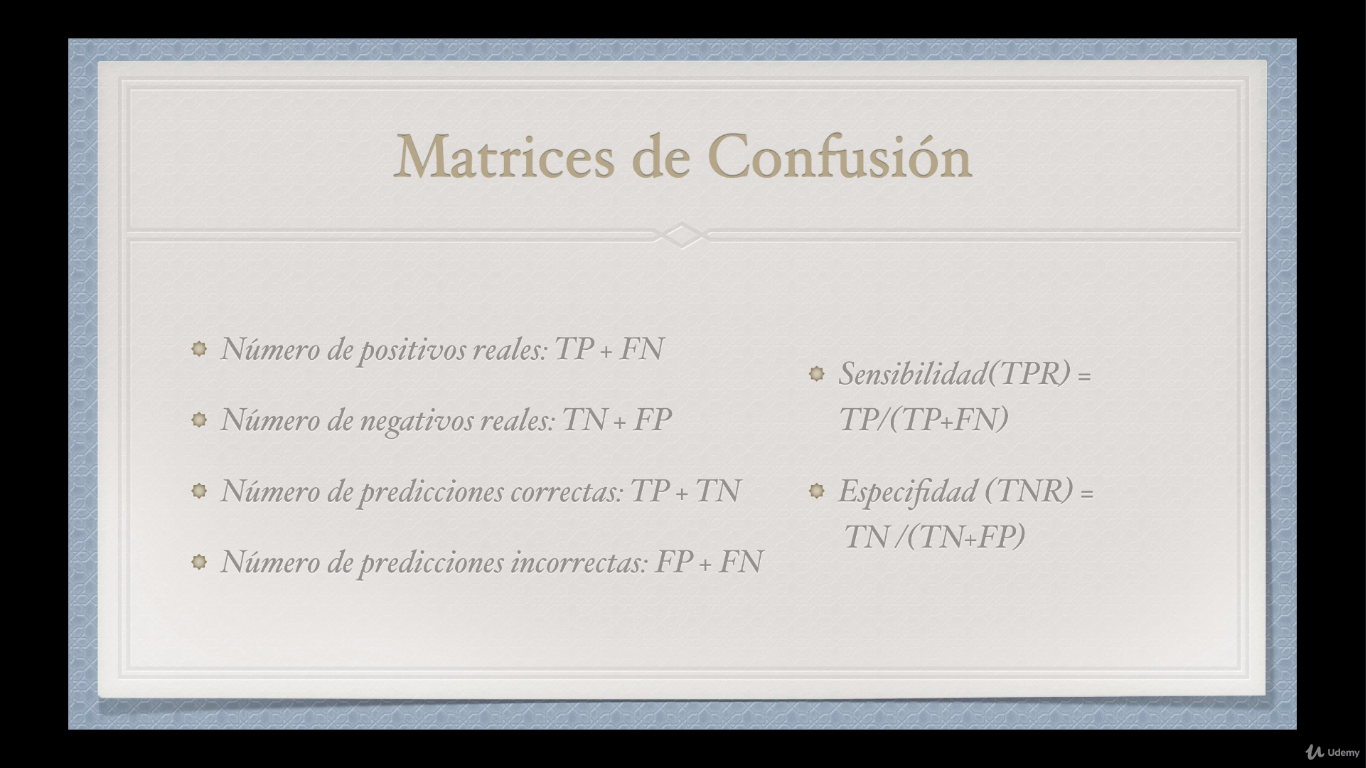 Matrices de Confusión
Número de positivos reales: TP + FN
Número de negativos reales: TN + FP
Número de predicciones correctas: TP + TN
Número de predicciones incorrectas: FP + FN
Sensibilidad(TPR) =
TP/(TP+FN)
Especifidad (TNR) =
TN /(TN+FP)
Udemy